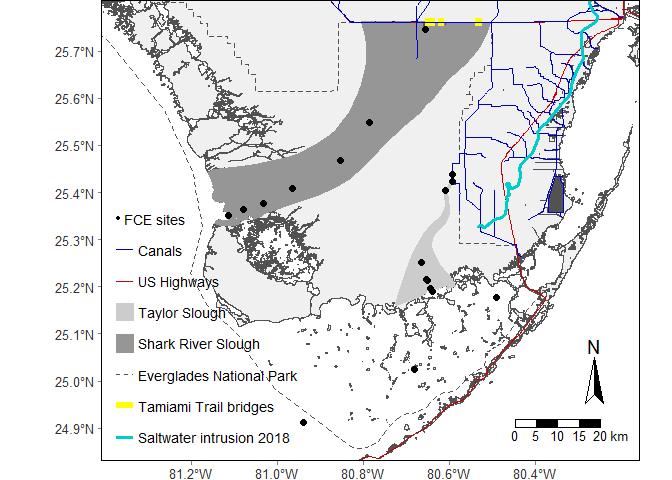 25.7°N
25.6°N
25.5°N
25.4°N
25.3°N
25.2°N
25.1°N
25.0°N
24.9°N
FCE sites
Canals
US Highways
Taylor Slough
Shark River Slough
Everglades National Park
Tamiami Trail bridges
Saltwater intrusion 2018
N
0 5 10 15 20 km
81.2°W 81.0°W 80.8°W 80.6°W 80.4°W